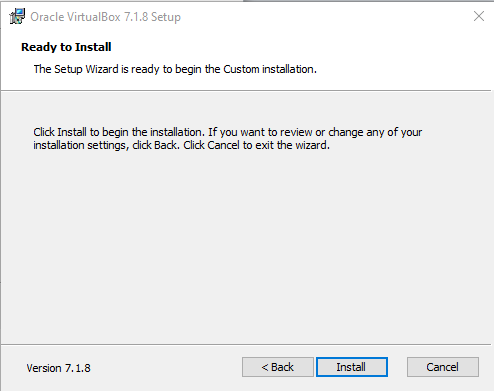 Oracle VirtualBox 7.1.8 Setup
Ready to Install
The Setup Wizard is ready to begin the Custom installation.
Click Install to begin the installation. If you want to review or change any of your
installation settings, click Back. Click Cancel to exit the wizard.
Version 7.1.8
< Back
Install
Cancel